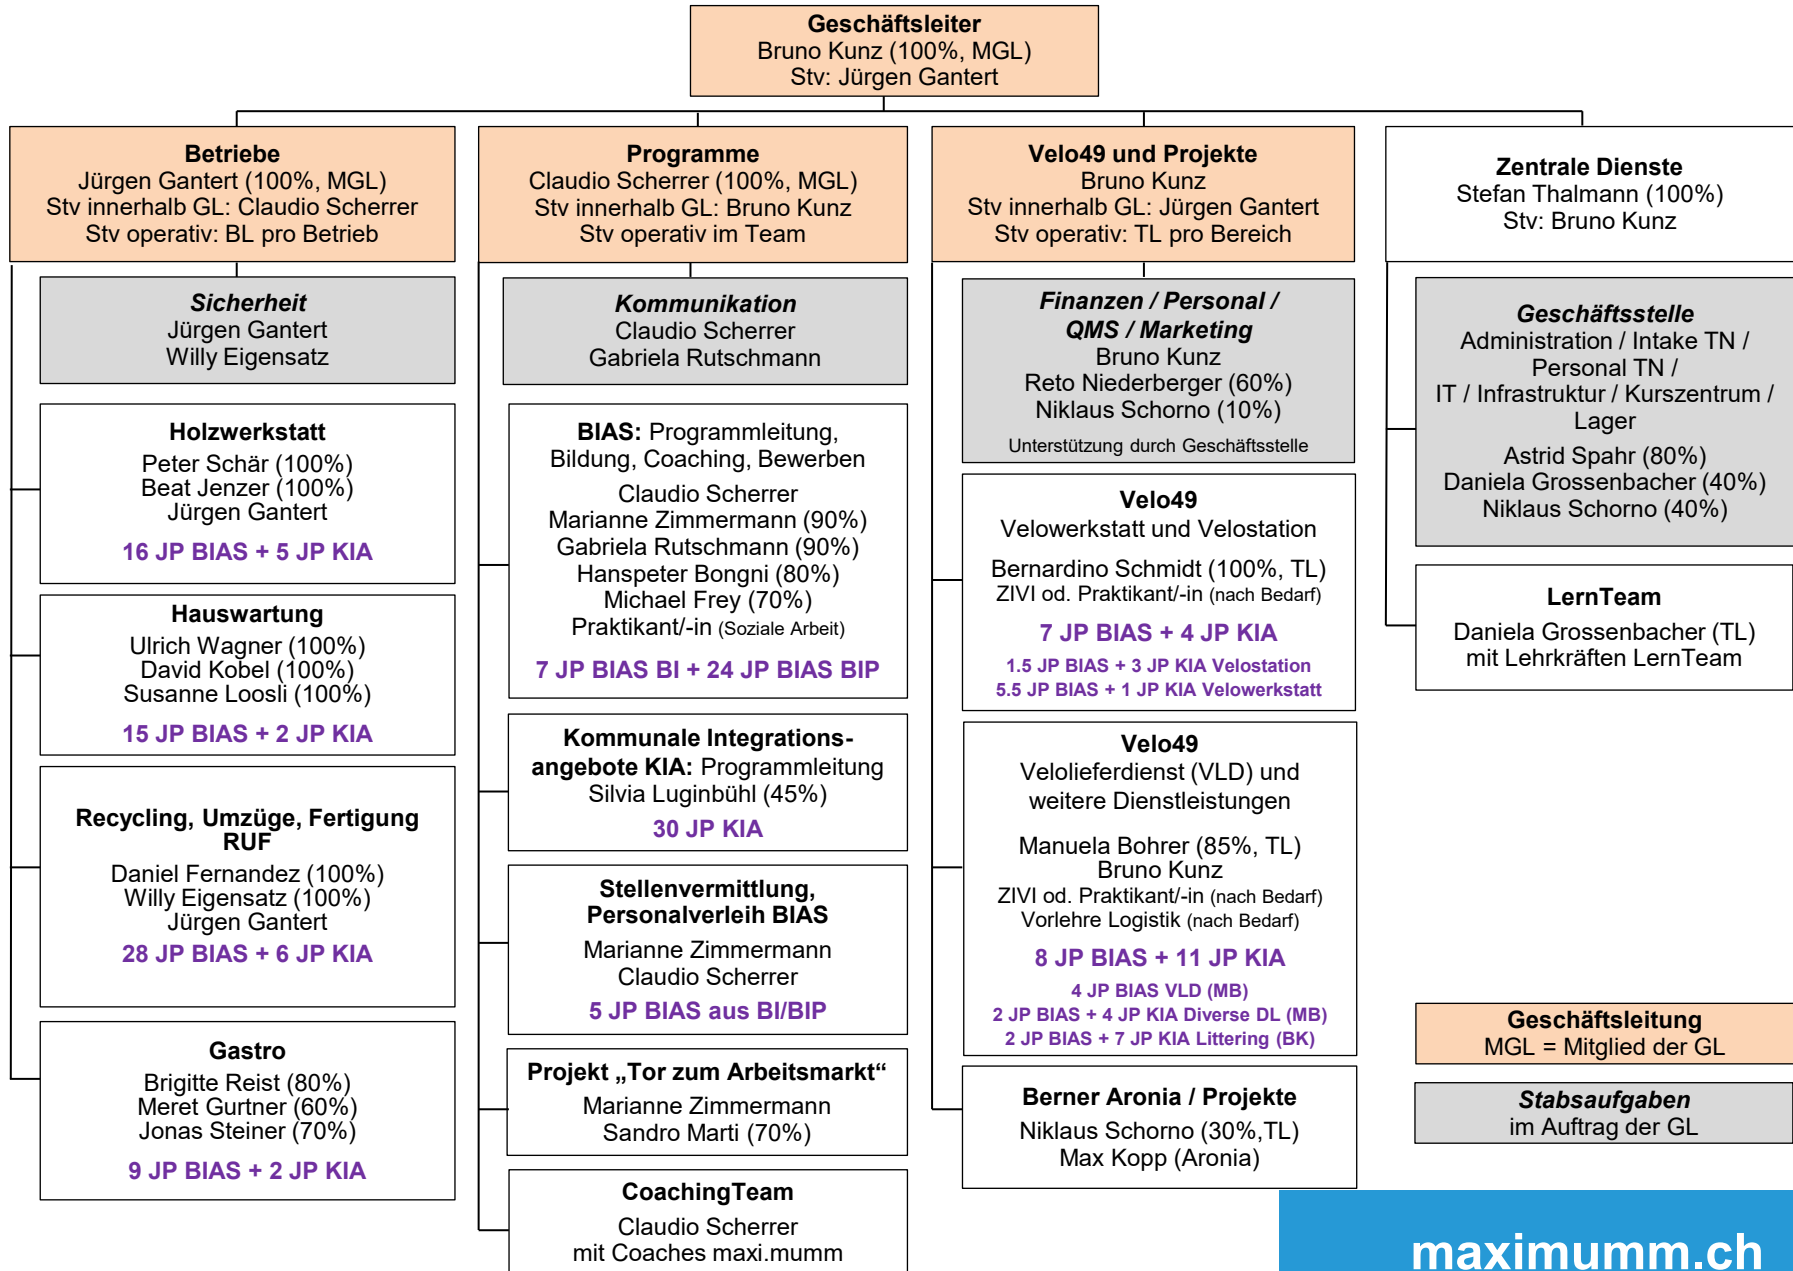 Geschäftsleiter
Bruno Kunz (100%, MGL)
Stv: Jürgen Gantert
Betriebe
Jürgen Gantert (100%, MGL)
Stv innerhalb GL: Claudio Scherrer
Stv operativ: BL pro Betrieb
Sicherheit
Jürgen Gantert
Willy Eigensatz
Holzwerkstatt
Peter Schär (100%)
Beat Jenzer (100%)
Jürgen Gantert
16 JP BIAS + 5 JP KIA
Hauswartung
Ulrich Wagner (100%)
David Kobel (100%)
Susanne Loosli (100%)
15 JP BIAS + 2 JP KIA
Recycling, Umzüge, Fertigung
RUF
Daniel Fernandez (100%)
Willy Eigensatz (100%)
Jürgen Gantert
28 JP BIAS + 6 JP KIA
Gastro
Brigitte Reist (80%)
Meret Gurtner (60%)
Jonas Steiner (70%)
9 JP BIAS + 2 JP KIA
Programme
Claudio Scherrer (100%, MGL)
Stv innerhalb GL: Bruno Kunz
Stv operativ im Team
Kommunikation
Claudio Scherrer
Gabriela Rutschmann
BIAS: Programmleitung,
Bildung, Coaching, Bewerben
Claudio Scherrer
Marianne Zimmermann (90%)
Gabriela Rutschmann (90%)
Hanspeter Bongni (80%)
Michael Frey (70%)
Praktikant/-in (Soziale Arbeit)
7 JP BIAS BI + 24 JP BIAS BIP
Kommunale Integrations-
angebote KIA: Programmleitung
Silvia Luginbühl (45%)
30 JP KIA
Stellenvermittlung,
Personalverleih BIAS
Marianne Zimmermann
Claudio Scherrer
5 JP BIAS aus BI/BIP
Projekt „Tor zum Arbeitsmarkt“
Marianne Zimmermann
Sandro Marti (70%)
CoachingTeam
Claudio Scherrer
mit Coaches maxi.mumm
Velo49 und Projekte
Bruno Kunz
Stv innerhalb GL: Jürgen Gantert
Stv operativ: TL pro Bereich
Finanzen / Personal /
QMS / Marketing
Bruno Kunz
Reto Niederberger (60%)
Niklaus Schorno (10%)
Unterstützung durch Geschäftsstelle
Velo49
Velowerkstatt und Velostation
Bernardino Schmidt (100%, TL)
ZIVI od. Praktikant/-in (nach Bedarf)
7 JP BIAS + 4 JP KIA
1.5 JP BIAS + 3 JP KIA Velostation
5.5 JP BIAS + 1 JP KIA Velowerkstatt
Velo49
Velolieferdienst (VLD) und
weitere Dienstleistungen
Manuela Bohrer (85%, TL)
Bruno Kunz
ZIVI od. Praktikant/-in (nach Bedarf)
Vorlehre Logistik (nach Bedarf)
8 JP BIAS + 11 JP KIA
4 JP BIAS VLD (MB)
2 JP BIAS + 4 JP KIA Diverse DL (MB)
2 JP BIAS + 7 JP KIA Littering (BK)
Berner Aronia / Projekte
Niklaus Schorno (30%,TL)
Max Kopp (Aronia)
Zentrale Dienste
Stefan Thalmann (100%)
Stv: Bruno Kunz
Geschäftsstelle
Administration / Intake TN /
Personal TN /
IT / Infrastruktur / Kurszentrum /
Lager
Astrid Spahr (80%)
Daniela Grossenbacher (40%)
Niklaus Schorno (40%)
LernTeam
Daniela Grossenbacher (TL)
mit Lehrkräften LernTeam
Geschäftsleitung
MGL = Mitglied der GL
Stabsaufgaben
im Auftrag der GL
maximumm.ch